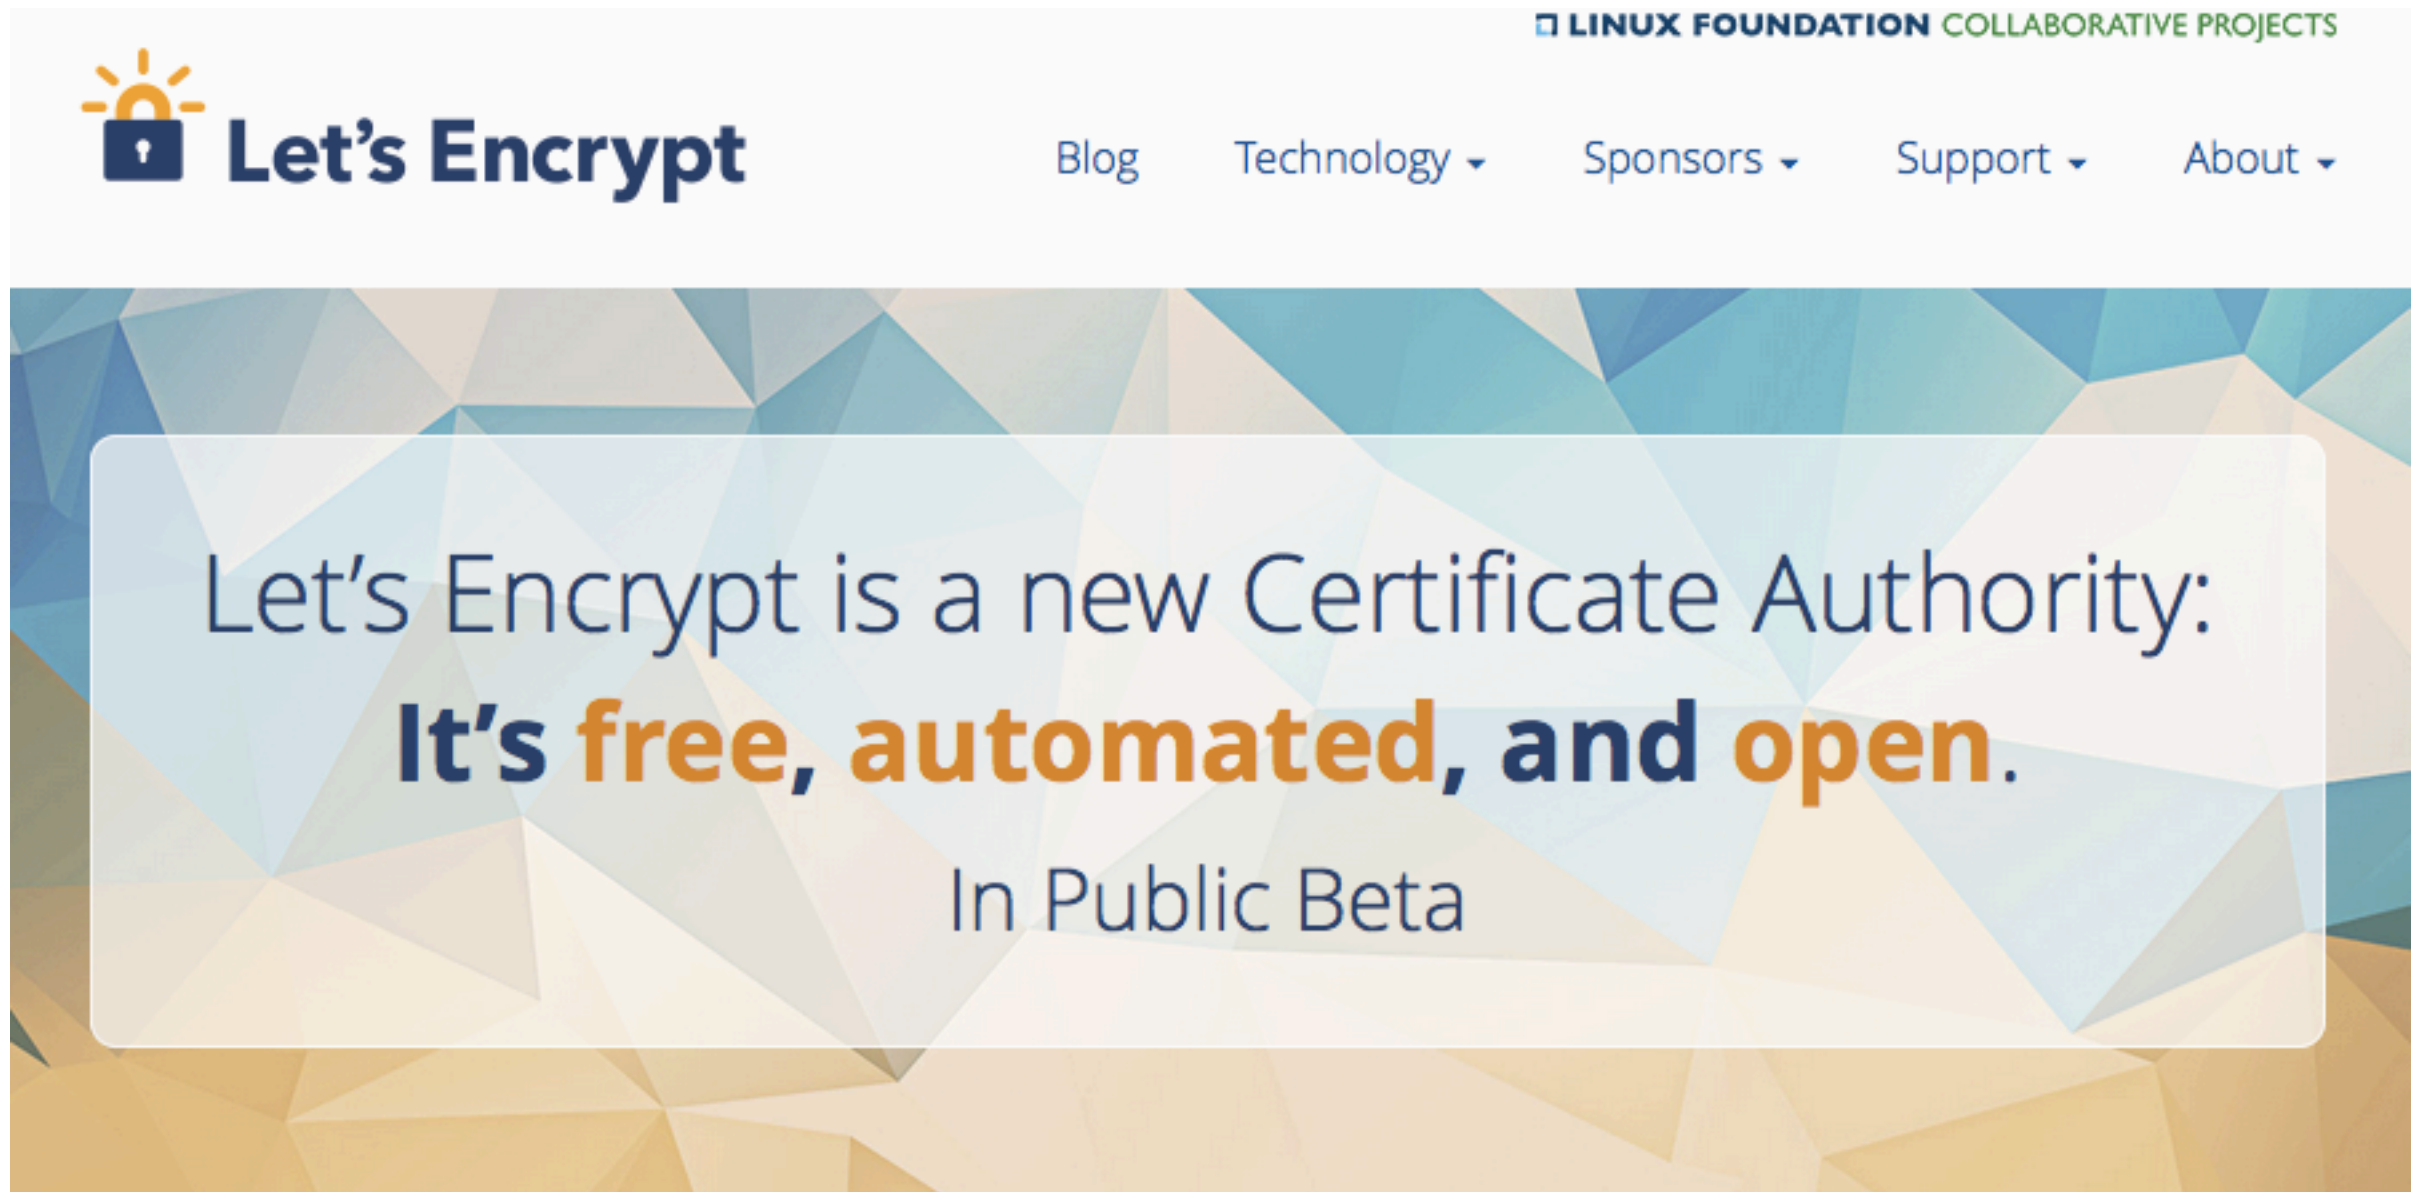 LINUX FOUNDATION COLLABORATIVE PROJECTS
Let's Encrypt
Blog Technology Sponsors Support About
Let's Encrypt is a new Certificate Authority:
It's free, automated, and open.
In Public Beta